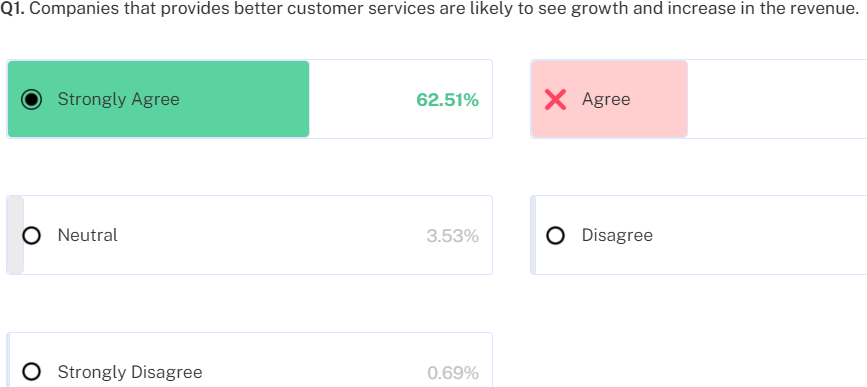 Q1. Companies that provides better customer services are likely to see growth and increase in the revenue.
Strongly Agree 62.51%
Agree
Neutral 3.53%
Disagree
Strongly Disagree 0.69%